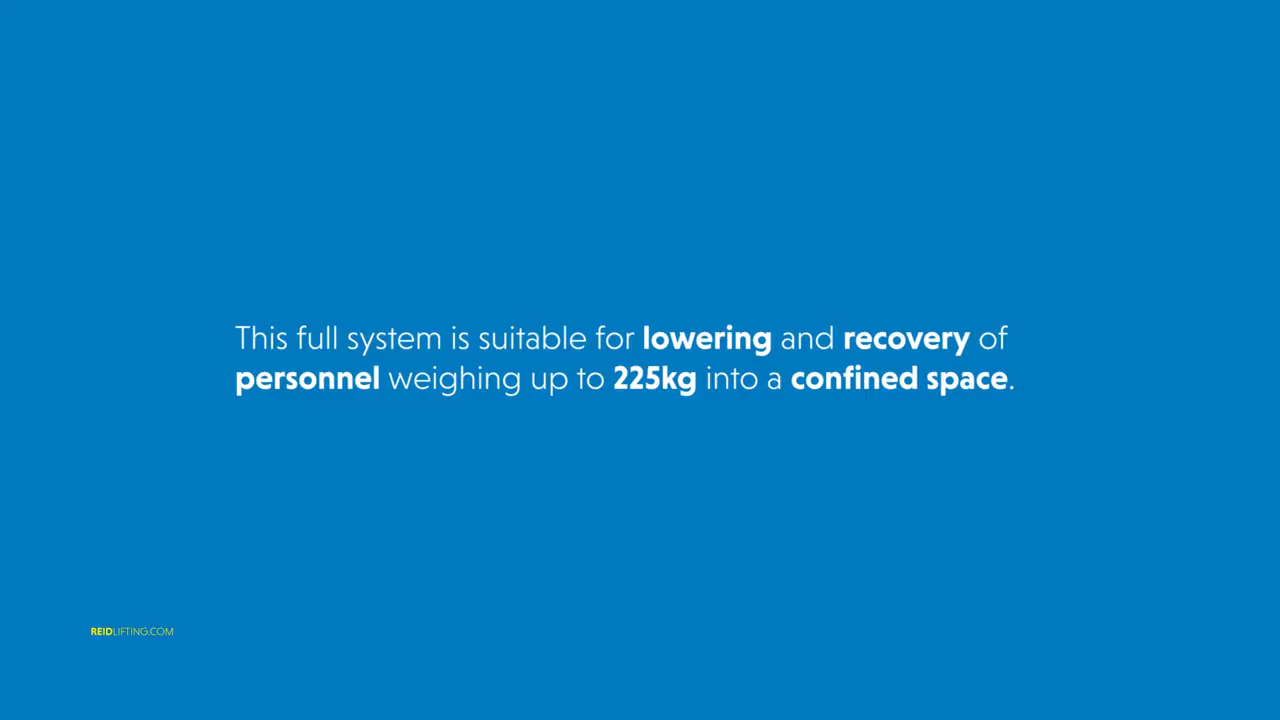 This full system is suitable for lowering and recovery of
personnel weighing up to 225kg into a confined space.
REIDLIFTING.COM